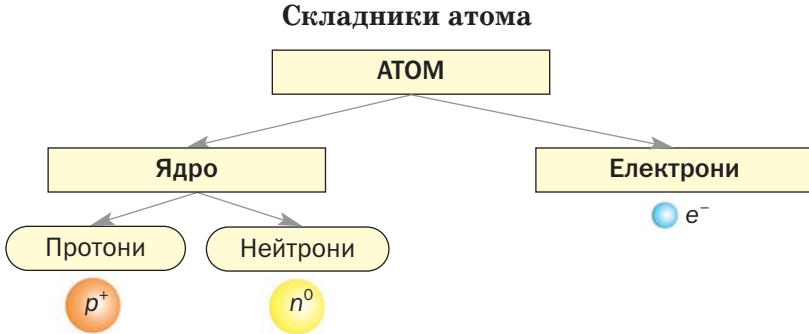 Складники атома
АТОМ
Ядро
Електрони
e⁻
Протони
Нейтрони
p⁺
n⁰